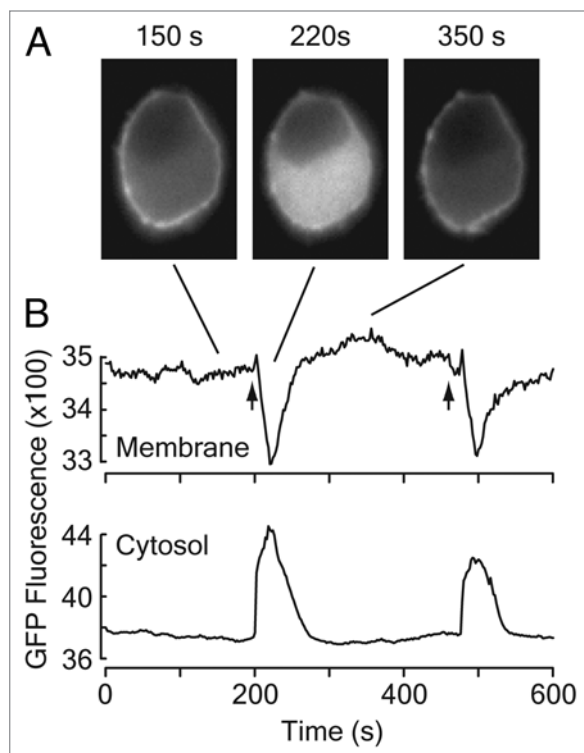 A
150 s 220s 350 s
B
35
34
33
Membrane
GFP Fluorescence (x100)
44
40
36
Cytosol
0 200 400 600
Time (s)